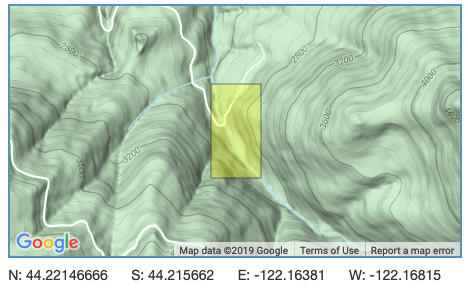 2800'
2800'
3200'
4000'
4400'
3600'
3200'
3600'
Google
Map data ©2019 Google Terms of Use Report a map error
N: 44.22146666 S: 44.215662 E: -122.16381 W: -122.16815